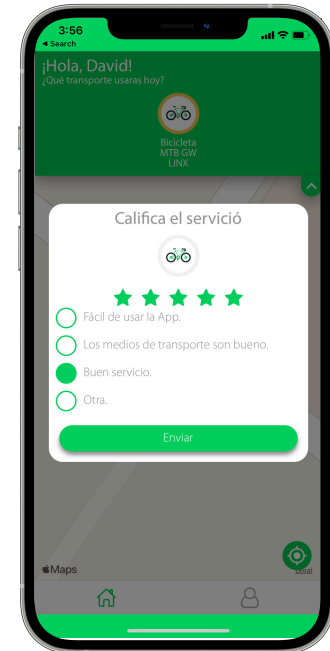 3:56
◀ Search
¡Hola, David!
¿Qué transporte usaras hoy?
Bicicleta
MTB GW
LINX
Califica el servició
Fácil de usar la App.
Los medios de transporte son bueno.
Buen servicio.
Otra.
Enviar
Maps
Legal